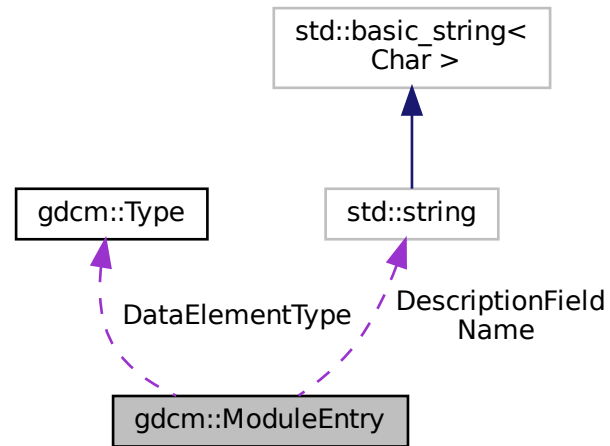 std::basic_string<
Char >
gdcm::Type
std::string
DataElementType
DescriptionField
Name
gdcm::ModuleEntry